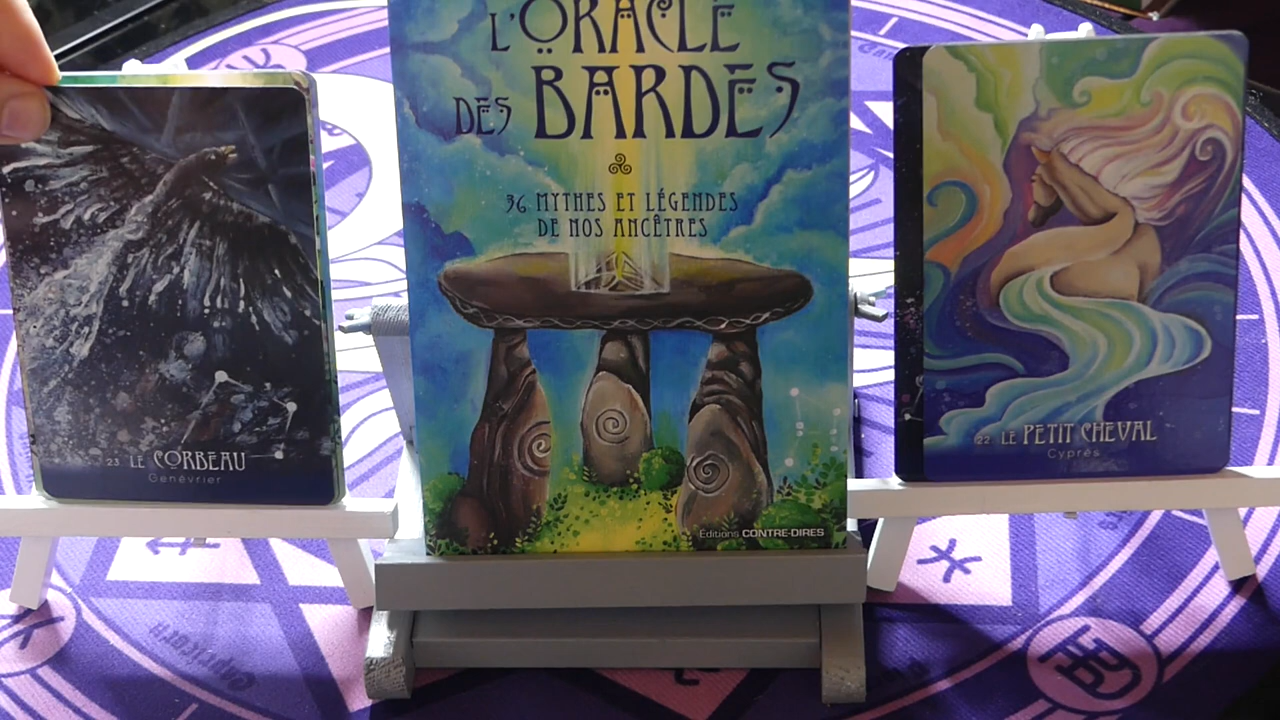 L'ORACLE
DES BARDES
36 MYTHES ET LÉGENDES
DE NOS ANCÊTRES
Éditions CONTRE-DIRES
23 LE CORBEAU
Genévrier
22 LE PETIT CHEVAL
Cyprès
Capricorn